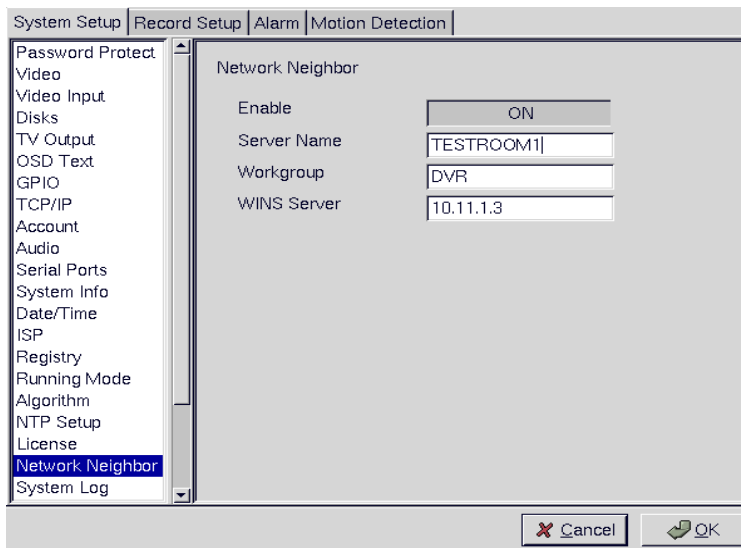 System Setup Record Setup Alarm Motion Detection
Password Protect
Video
Video Input
Disks
TV Output
OSD Text
GPIO
TCP/IP
Account
Audio
Serial Ports
System Info
Date/Time
ISP
Registry
Running Mode
Algorithm
NTP Setup
License
Network Neighbor
System Log
Network Neighbor
Enable ON
Server Name TESTROOM1
Workgroup DVR
WINS Server 10.11.1.3
Cancel OK